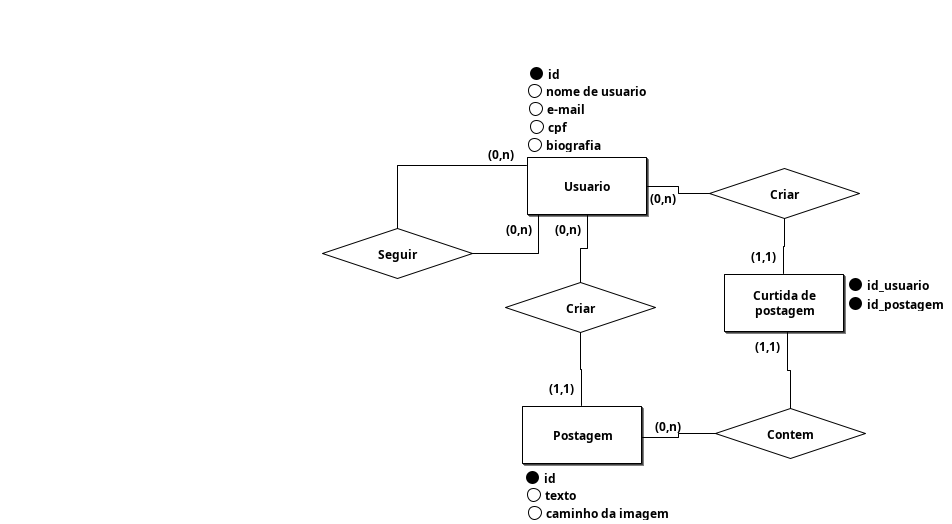 id
nome de usuario
e-mail
cpf
biografia
(0,n)
Usuario
(0,n)
Criar
(0,n)
(0,n)
Seguir
(1,1)
Curtida de
postagem
id_usuario
id_postagem
Criar
(1,1)
(1,1)
(0,n)
Postagem
Contem
id
texto
caminho da imagem